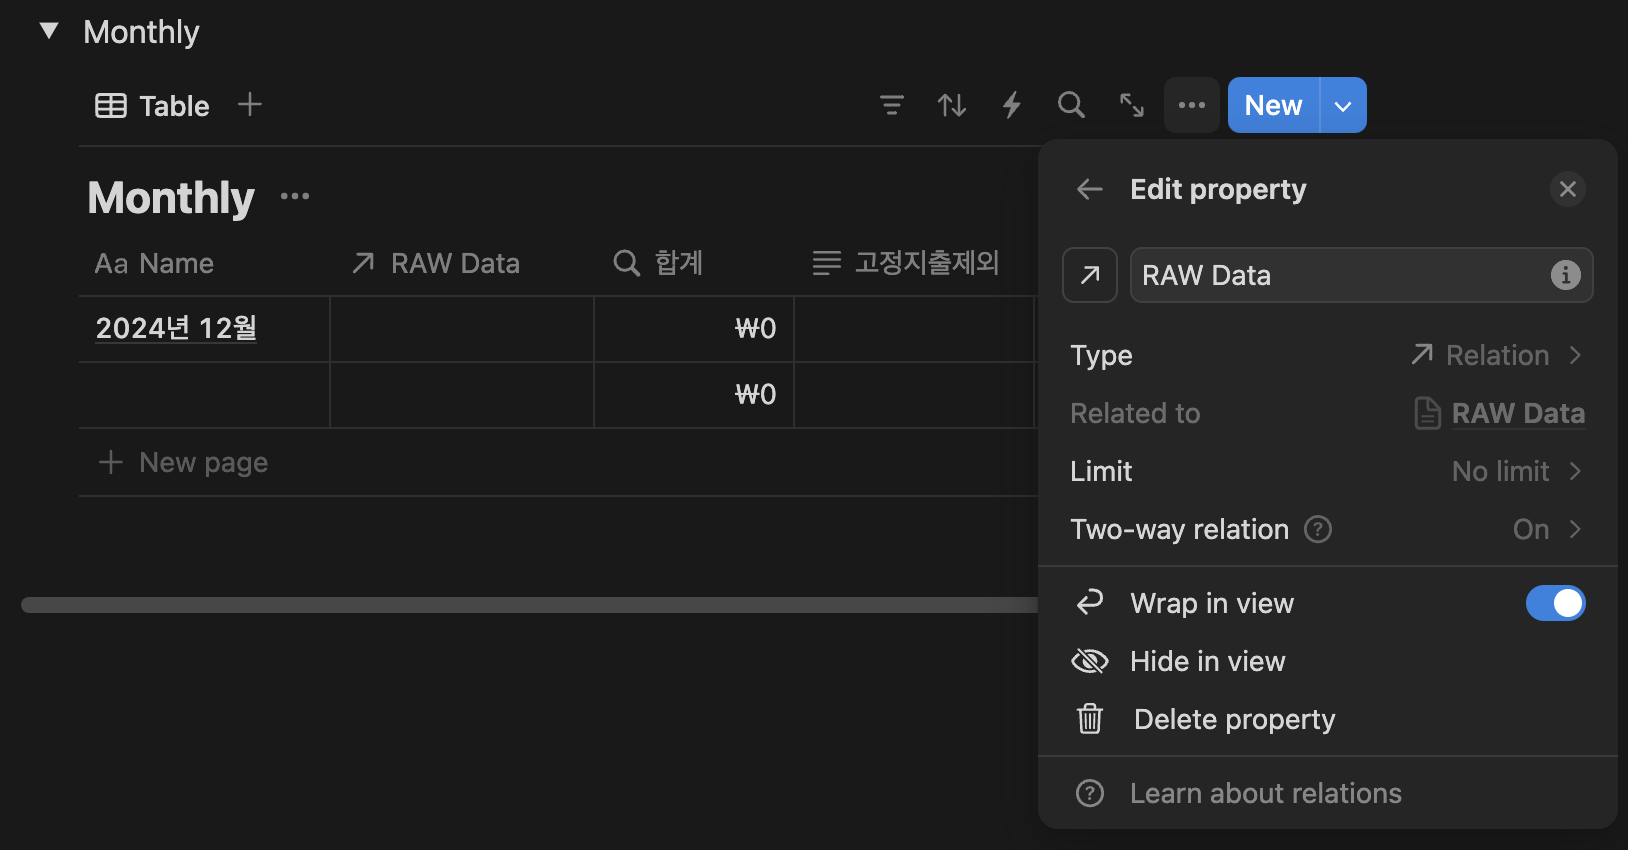 Monthly
Table
New
Monthly
Aa Name
RAW Data
합계
고정지출제외
2024년 12월
₩0
₩0
New page
Edit property
RAW Data
Type
Relation
Related to
RAW Data
Limit
No limit
Two-way relation
On
Wrap in view
Hide in view
Delete property
Learn about relations